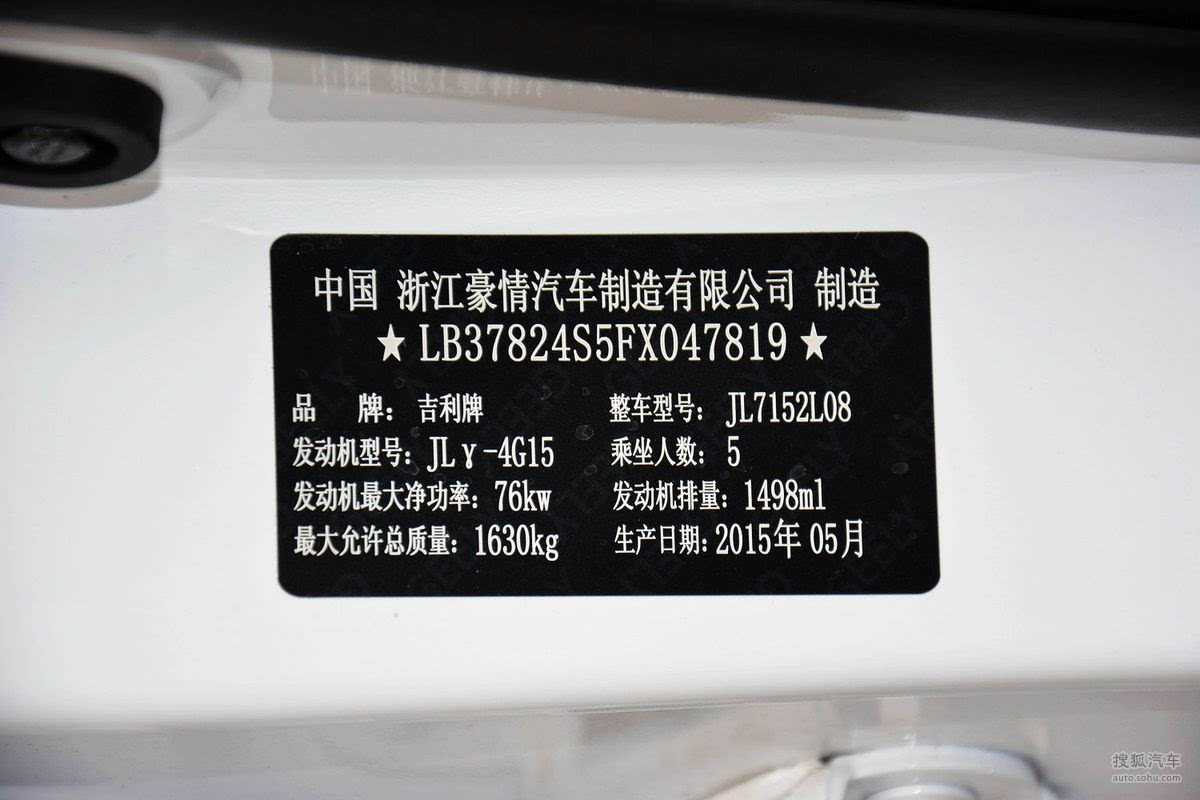 中国 浙江豪情汽车制造有限公司 制造
★LB37824S5FX047819★
品 牌：吉利牌 整车型号：JL7152L08
发动机型号：JLγ-4G15 乘坐人数：5
发动机最大净功率：76kw 发动机排量：1498ml
最大允许总质量：1630kg 生产日期：2015年05月
搜狐汽车
auto.sohu.com